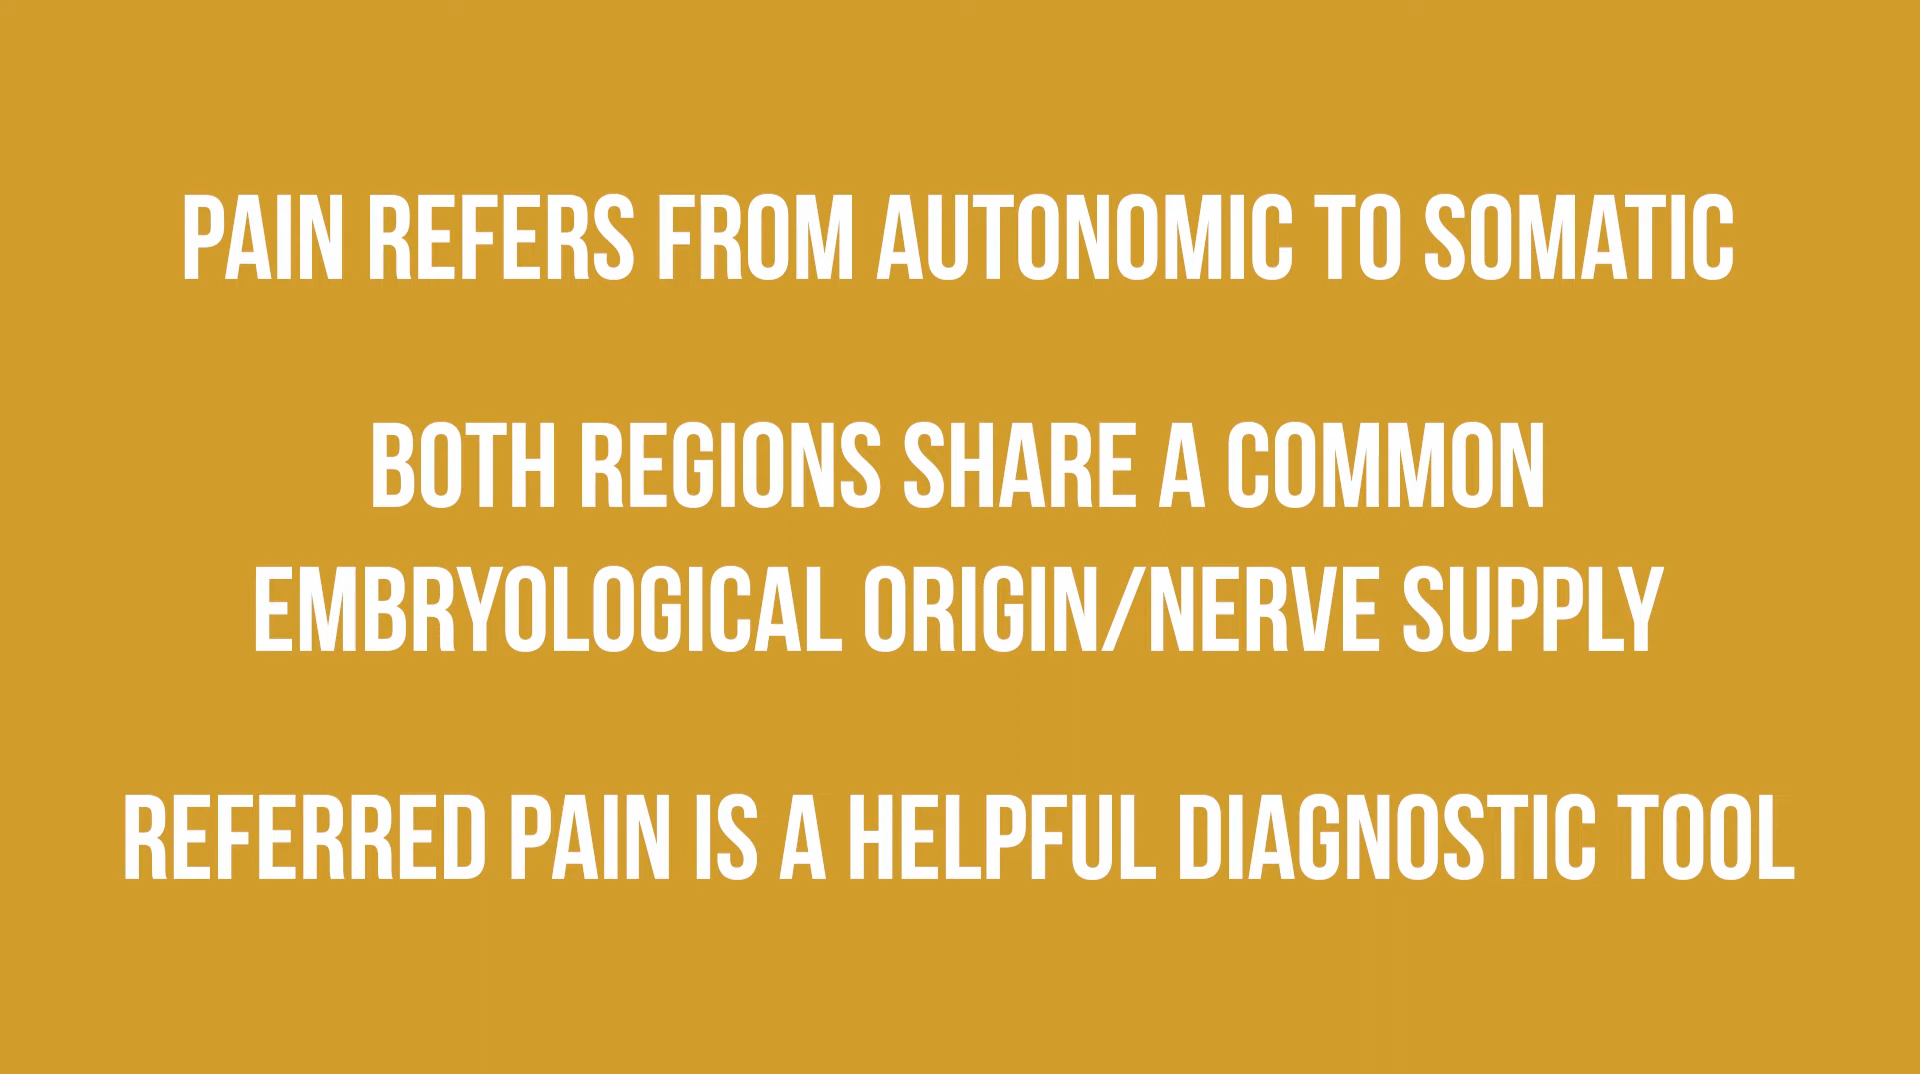 PAIN REFERS FROM AUTONOMIC TO SOMATIC
BOTH REGIONS SHARE A COMMON
EMBRYOLOGICAL ORIGIN/NERVE SUPPLY
REFERRED PAIN IS A HELPFUL DIAGNOSTIC TOOL